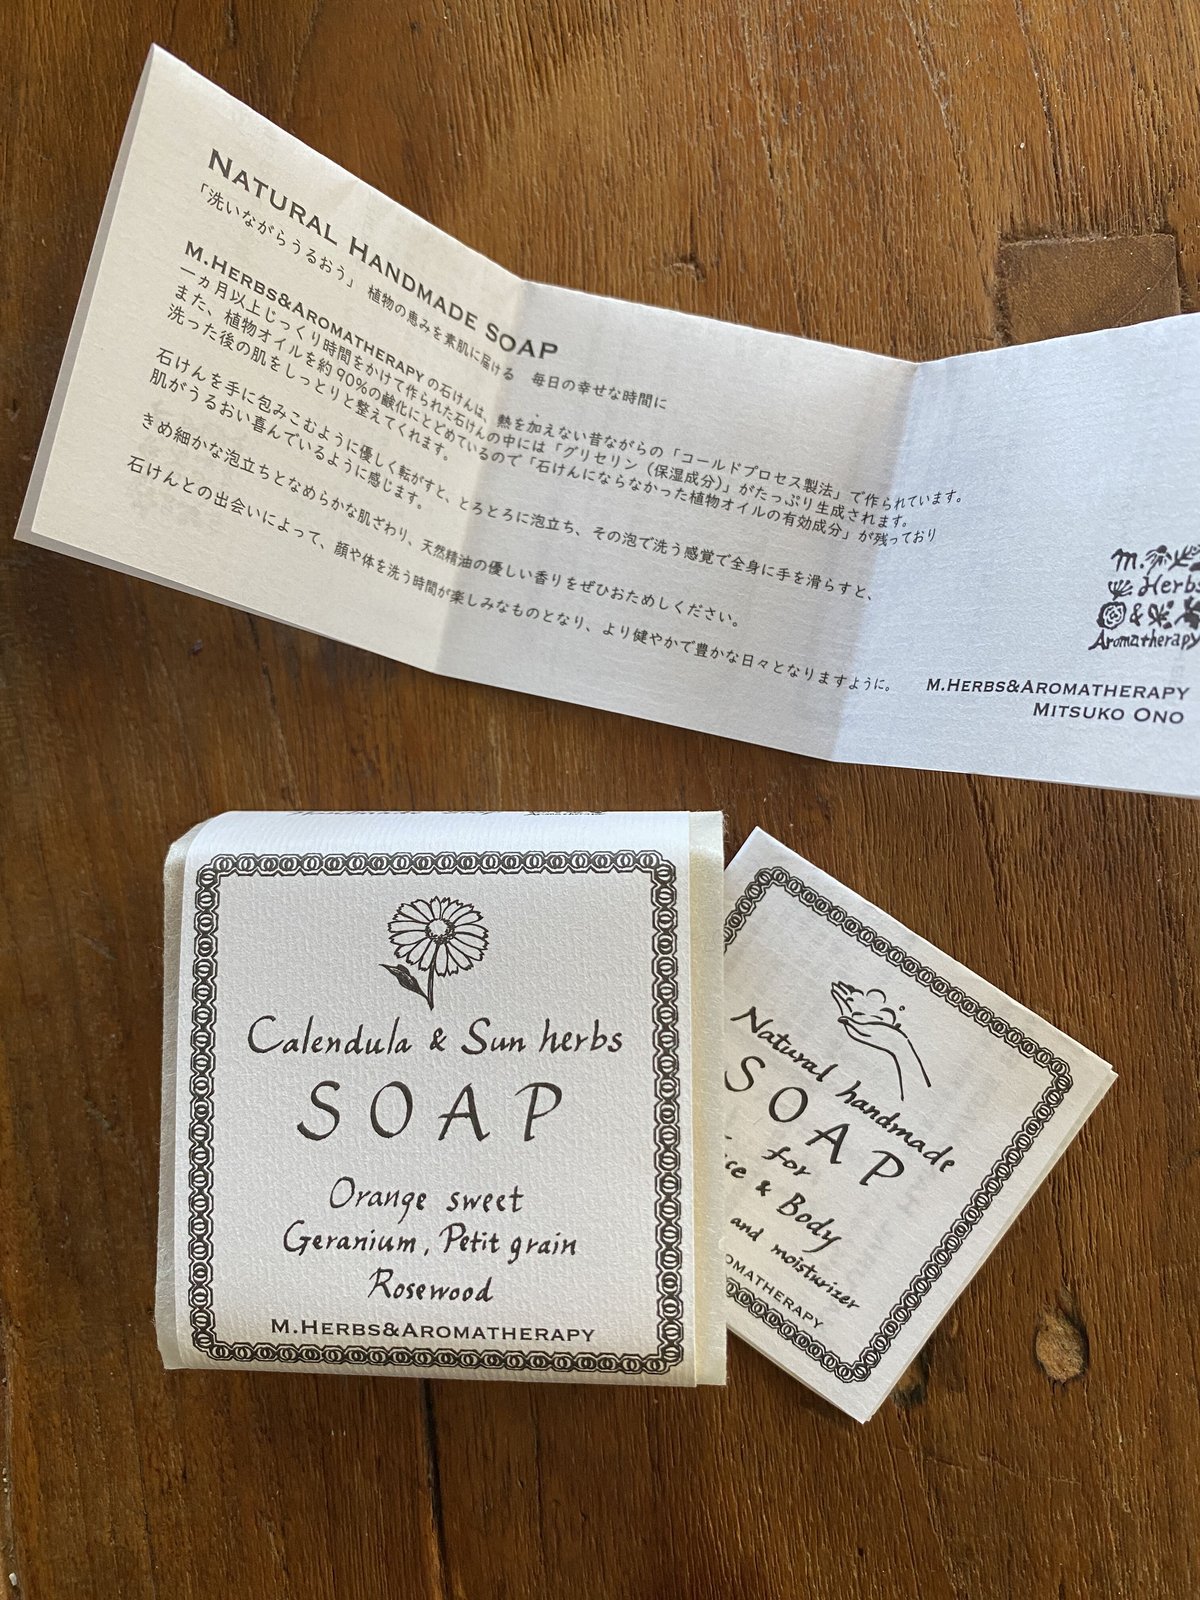 NATURAL HANDMADE SOAP
「洗いながらうるおう」 植物の恵みを素肌に届ける 毎日の幸せな時間に
M.HERBS&AROMATHERAPYの石けんは、熱を加えない昔ながらの「コールドプロセス製法」で作られています。
一ヵ月以上じっくり時間をかけて作られた石けんの中には「グリセリン（保湿成分）」がたっぷり生成されます。
また、植物オイルを約90%の鹸化にとどめているので「石けんにならなかった植物オイルの有効成分」が残っており
洗った後の肌をしっとりと整えてくれます。
石けんを手に包みこむように優しく転がすと、とろとろに泡立ち、その泡で洗う感覚で全身に手を滑らすと、
肌がうるおい喜んでいるように感じます。
きめ細かな泡立ちとなめらかな肌ざわり、天然精油の優しい香りをぜひおためしください。
石けんとの出会いによって、顔や体を洗う時間が楽しみなものとなり、より健やかで豊かな日々となりますように。
m.
Herbs
&
Aromatherapy
M.HERBS&AROMATHERAPY
MITSUKO ONO
Calendula & Sun herbs
SOAP
Orange sweet
Geranium, Petit grain
Rosewood
M.HERBS&AROMATHERAPY
Natural handmade
SOAP
for
& Body
and moisturizer